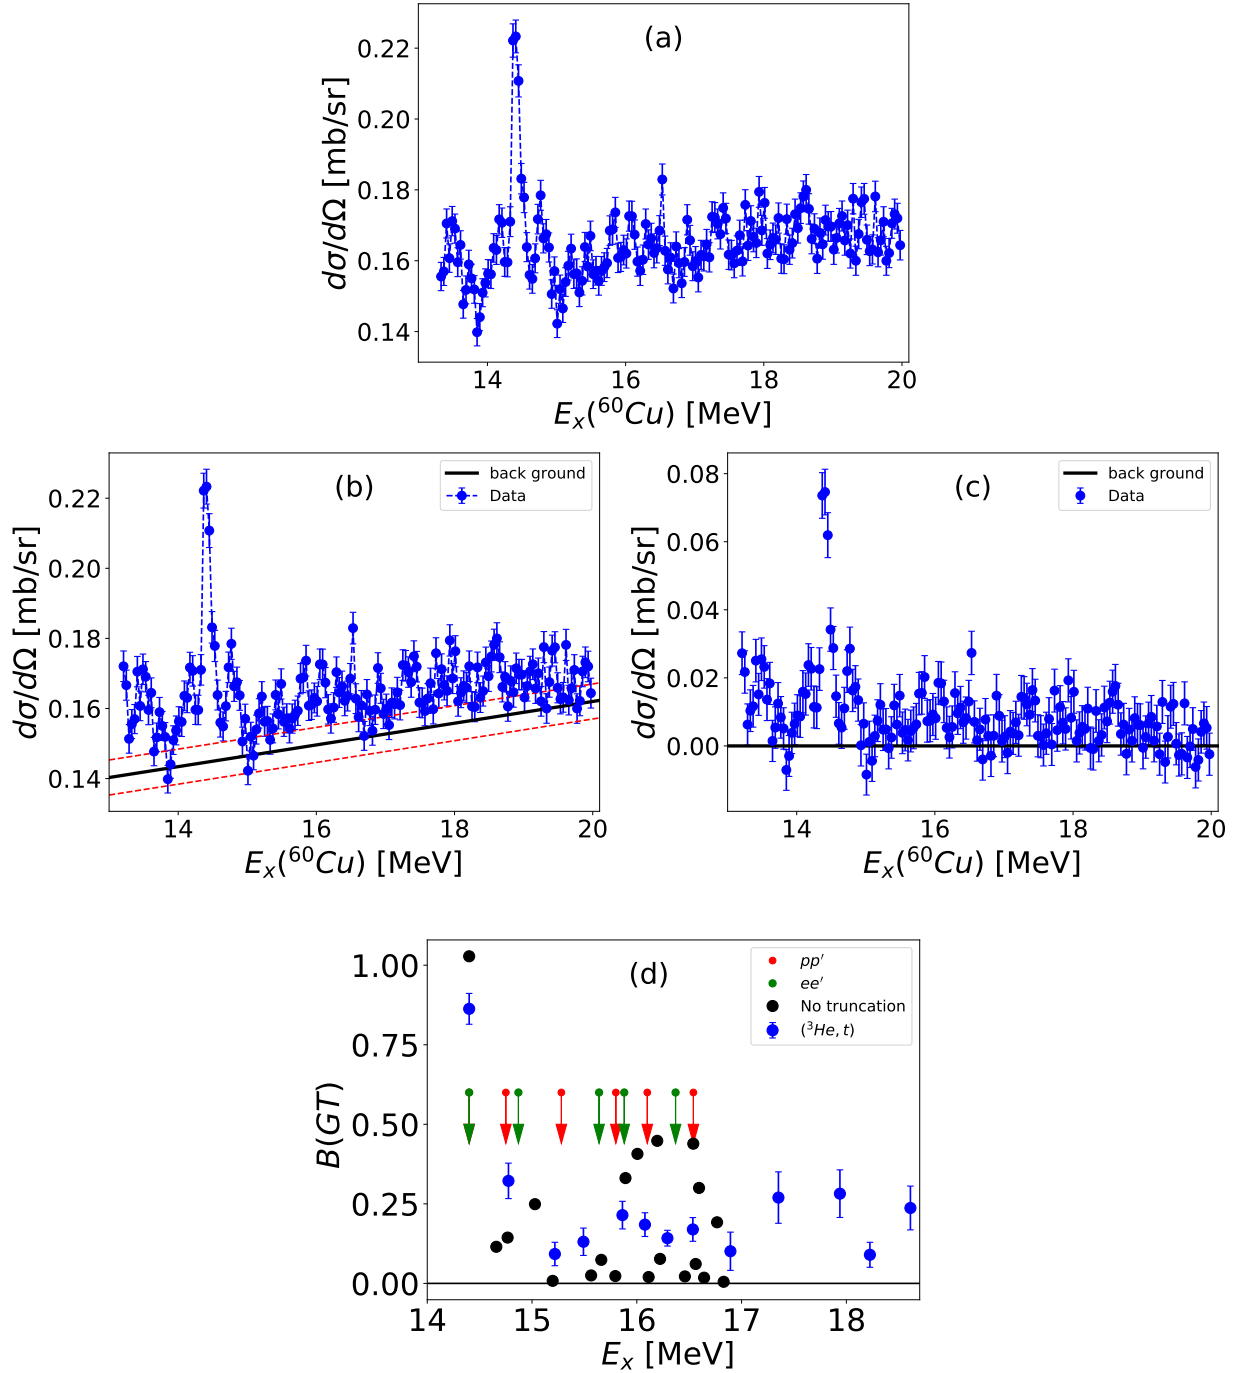 (a)
dσ/dΩ [mb/sr]
0.22
0.20
0.18
0.16
0.14
14 16 18 20
Eₓ(⁶⁰Cu) [MeV]
(b)
back ground
Data
dσ/dΩ [mb/sr]
0.22
0.20
0.18
0.16
0.14
14 16 18 20
Eₓ(⁶⁰Cu) [MeV]
(c)
back ground
Data
dσ/dΩ [mb/sr]
0.08
0.06
0.04
0.02
0.00
14 16 18 20
Eₓ(⁶⁰Cu) [MeV]
(d)
pp′
ee′
No truncation
(³He, t)
B(GT)
1.00
0.75
0.50
0.25
0.00
14 15 16 17 18
Eₓ [MeV]